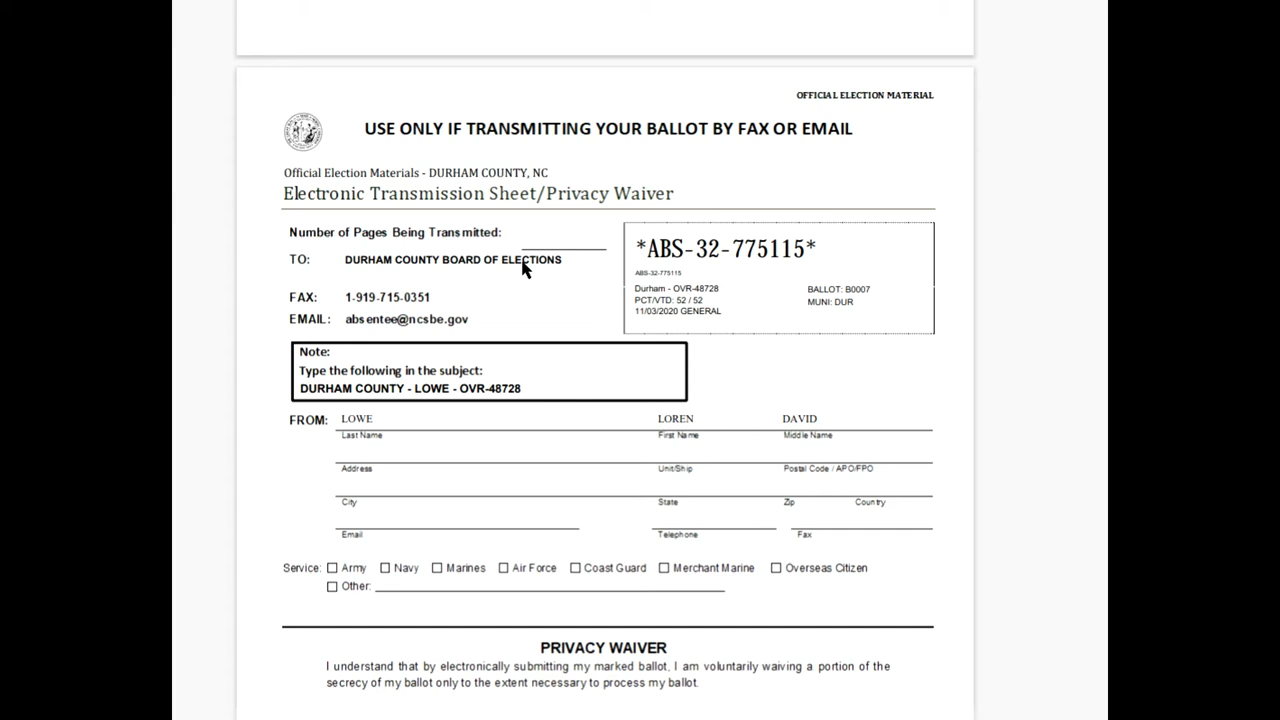 OFFICIAL ELECTION MATERIAL
USE ONLY IF TRANSMITTING YOUR BALLOT BY FAX OR EMAIL
Official Election Materials - DURHAM COUNTY, NC
Electronic Transmission Sheet/Privacy Waiver
Number of Pages Being Transmitted:
TO: DURHAM COUNTY BOARD OF ELECTIONS
FAX: 1-919-715-0351
EMAIL: absentee@ncsbe.gov
*ABS-32-775115*
ABS-32-775115
Durham - OVR-48728 BALLOT: B0007
PCT/VTD: 52 / 52 MUNI: DUR
11/03/2020 GENERAL
Note:
Type the following in the subject:
DURHAM COUNTY - LOWE - OVR-48728
FROM: LOWE LOREN DAVID
Last Name First Name Middle Name
Address Unit/Ship Postal Code / APO/FPO
City State Zip Country
Email Telephone Fax
Service: Army Navy Marines Air Force Coast Guard Merchant Marine Overseas Citizen
Other:
PRIVACY WAIVER
I understand that by electronically submitting my marked ballot, I am voluntarily waiving a portion of the
secrecy of my ballot only to the extent necessary to process my ballot.